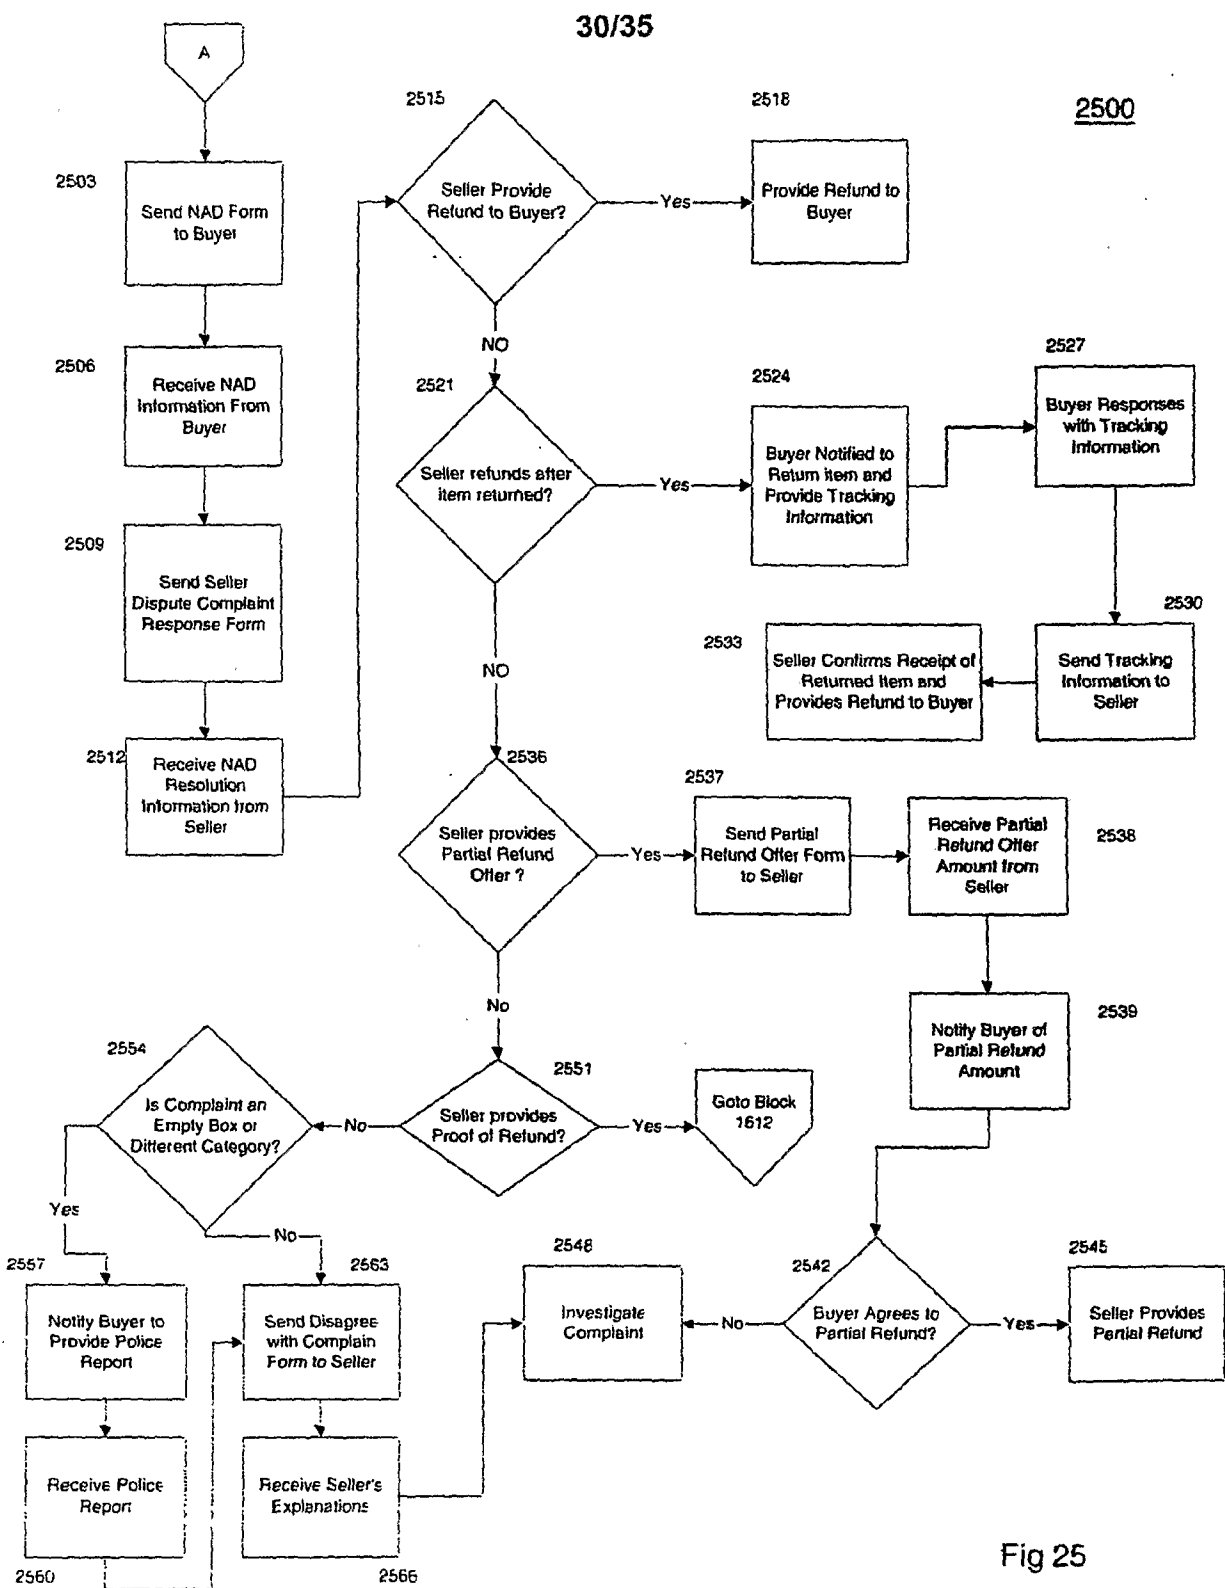 30/35
A
2500
2503
Send NAD Form
to Buyer
2506
Receive NAD
Information From
Buyer
2509
Send Seller
Dispute Complaint
Response Form
2512
Receive NAD
Resolution
Information from
Seller
2515
Seller Provide
Refund to Buyer?
Yes
2518
Provide Refund to
Buyer
NO
2521
Seller refunds after
item returned?
Yes
2524
Buyer Notified to
Return item and
Provide Tracking
Information
2527
Buyer Responses
with Tracking
Information
2530
Send Tracking
Information to
Seller
2533
Seller Confirms Receipt of
Returned Item and
Provides Refund to Buyer
NO
2536
Seller provides
Partial Refund
Offer ?
Yes
2537
Send Partial
Refund Offer Form
to Seller
2538
Receive Partial
Refund Offer
Amount from
Seller
2539
Notify Buyer of
Partial Refund
Amount
No
2551
Seller provides
Proof of Refund?
Yes
Goto Block
1612
No
2554
Is Complaint an
Empty Box or
Different Category?
Yes
No
2557
Notify Buyer to
Provide Police
Report
2563
Send Disagree
with Complain
Form to Seller
2548
Investigate
Complaint
No
2542
Buyer Agrees to
Partial Refund?
Yes
2545
Seller Provides
Partial Refund
Receive Police
Report
2560
Receive Seller's
Explanations
2566
Fig 25